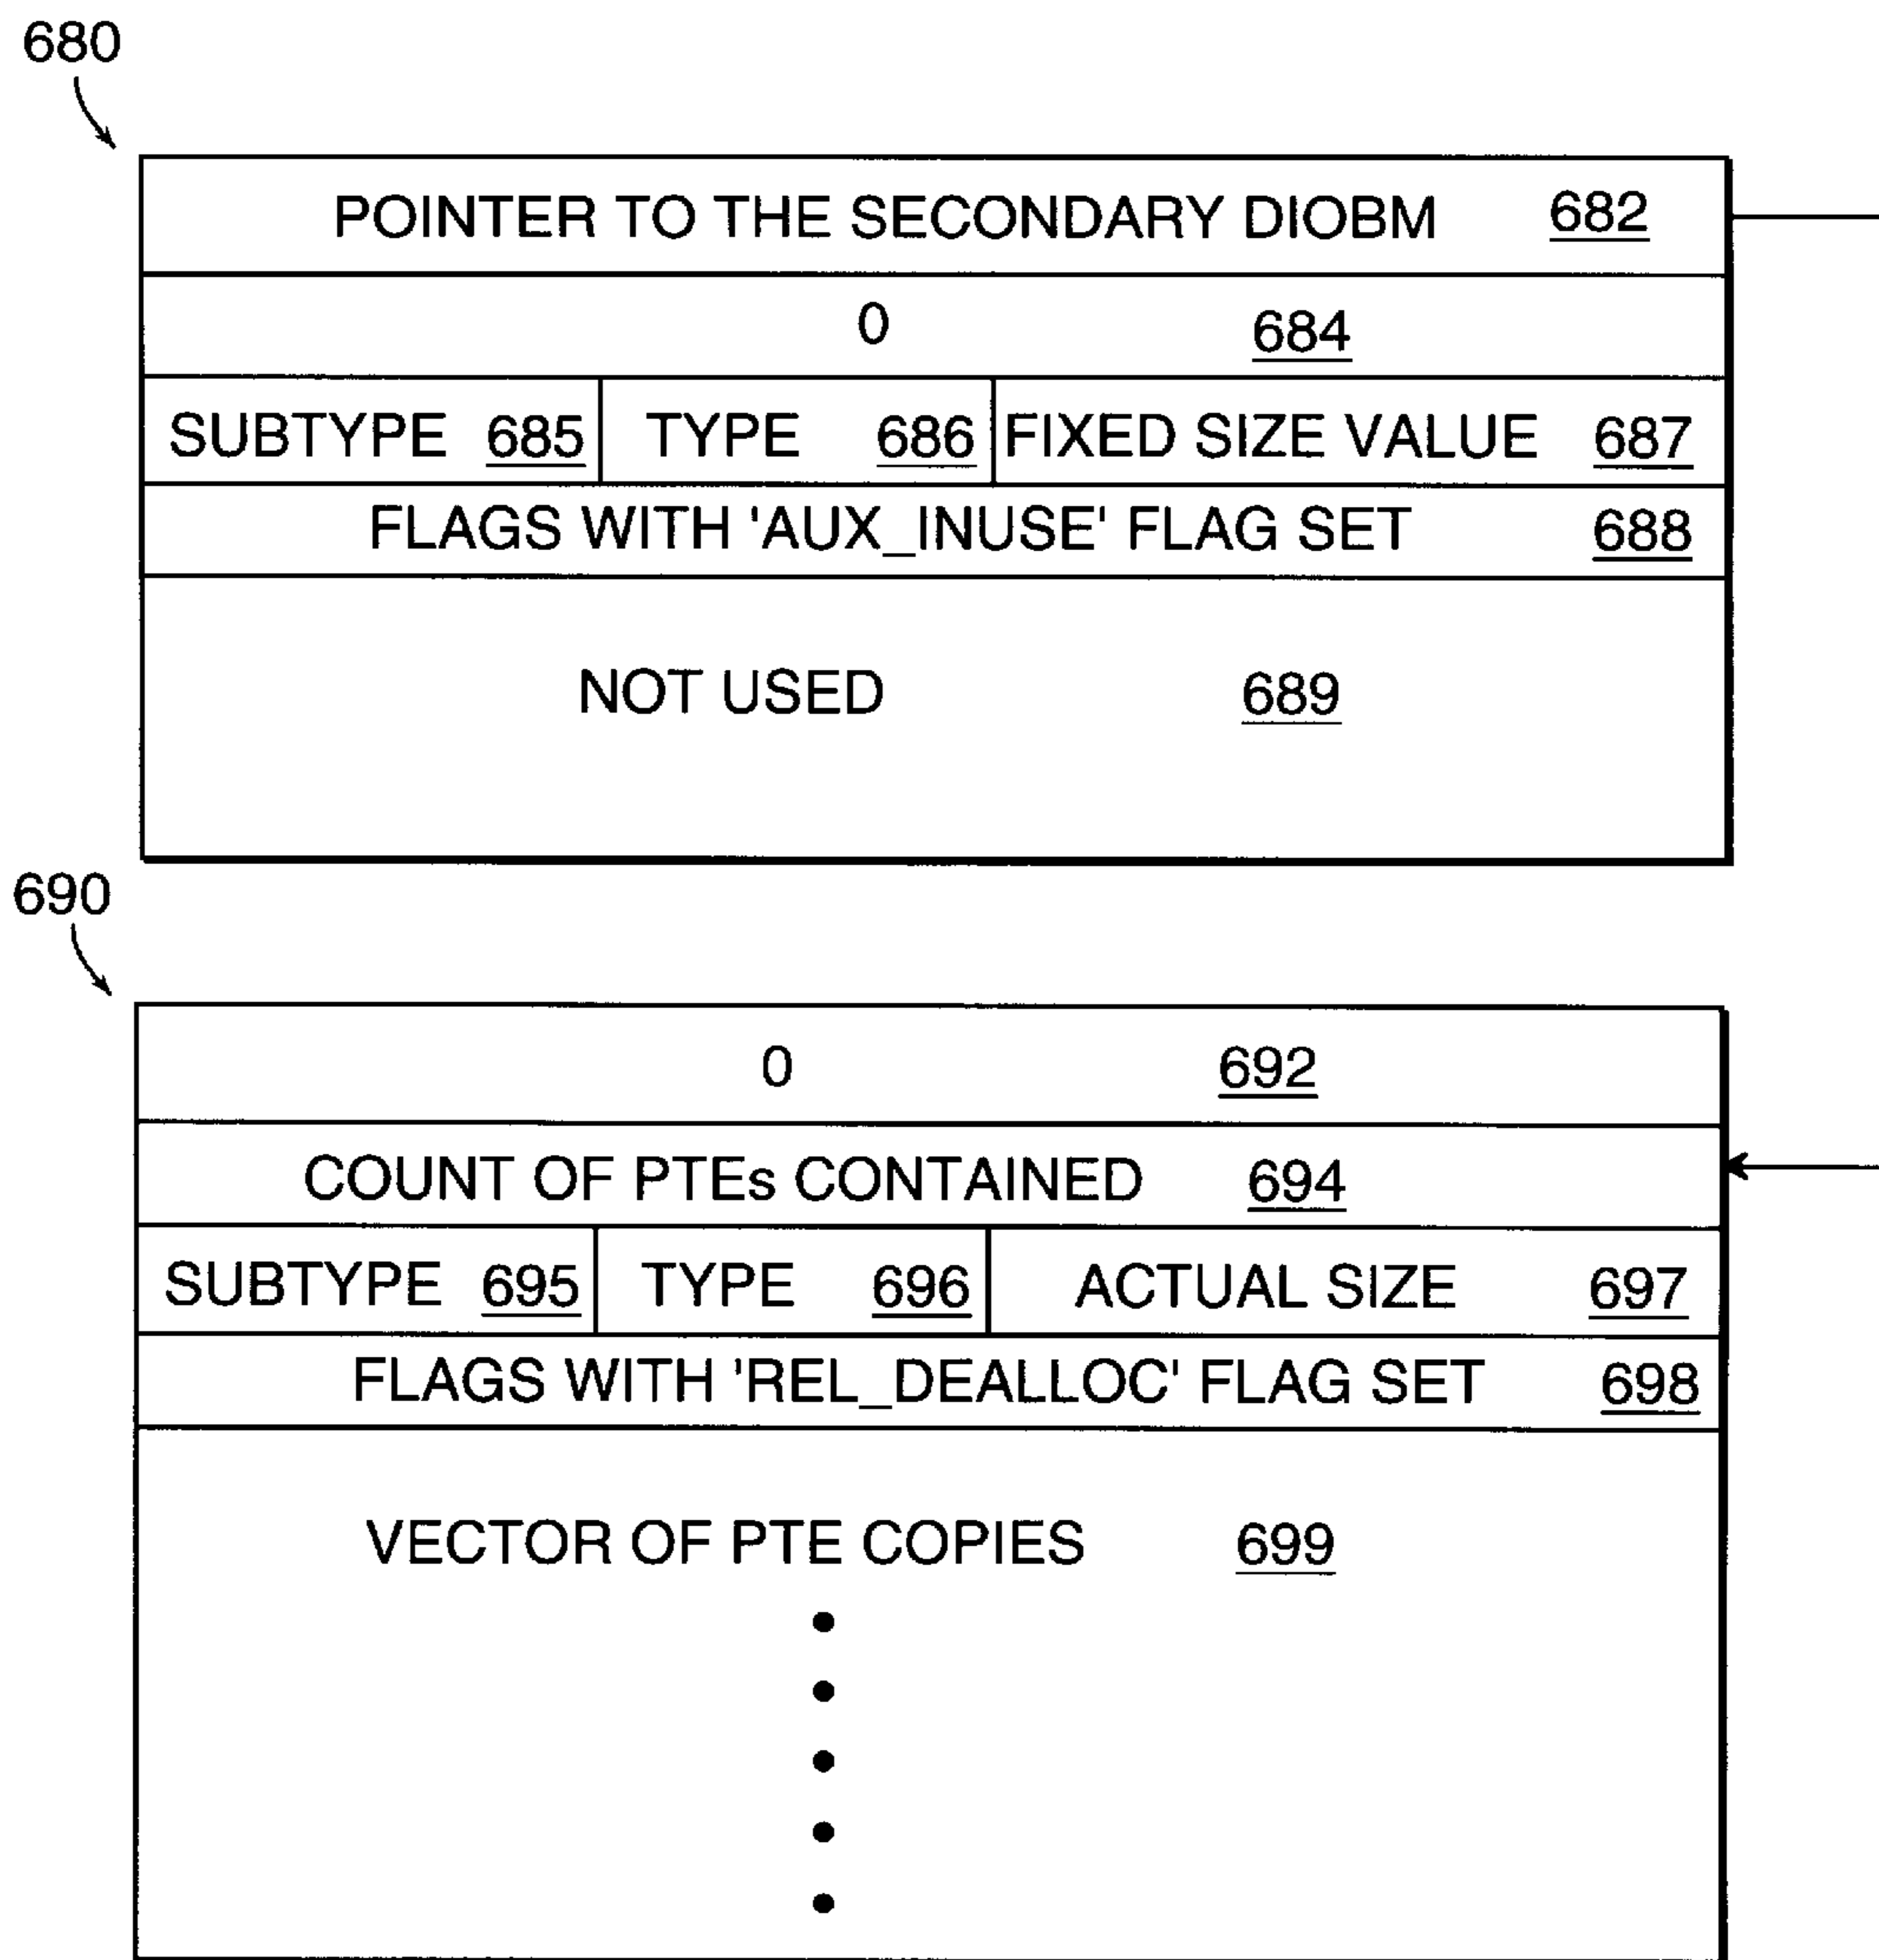 680
POINTER TO THE SECONDARY DIOBM 682
0 684
SUBTYPE 685 TYPE 686 FIXED SIZE VALUE 687
FLAGS WITH 'AUX_INUSE' FLAG SET 688
NOT USED 689
690
0 692
COUNT OF PTEs CONTAINED 694
SUBTYPE 695 TYPE 696 ACTUAL SIZE 697
FLAGS WITH 'REL_DEALLOC' FLAG SET 698
VECTOR OF PTE COPIES 699